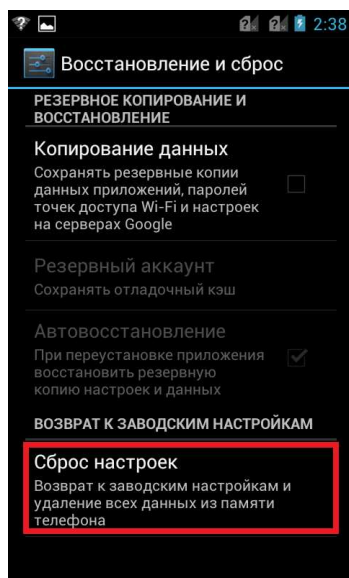 2:38
Восстановление и сброс
РЕЗЕРВНОЕ КОПИРОВАНИЕ И
ВОССТАНОВЛЕНИЕ
Копирование данных
Сохранять резервные копии
данных приложений, паролей
точек доступа Wi-Fi и настроек
на серверах Google
Резервный аккаунт
Сохранять отладочный кэш
Автовосстановление
При переустановке приложения
восстановить резервную
копию настроек и данных
ВОЗВРАТ К ЗАВОДСКИМ НАСТРОЙКАМ
Сброс настроек
Возврат к заводским настройкам и
удаление всех данных из памяти
телефона